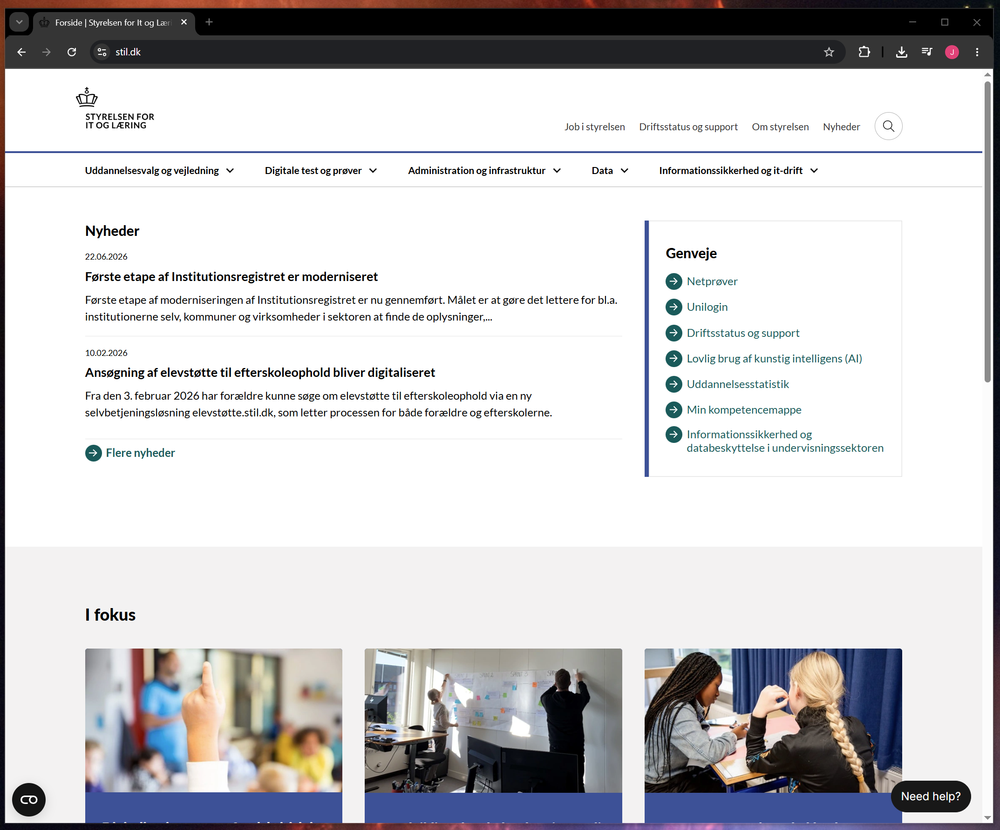 Forside | Styrelsen for It og Læri
stil.dk
J
STYRELSEN FOR
IT OG LÆRING
Job i styrelsen
Driftsstatus og support
Om styrelsen
Nyheder
Uddannelsesvalg og vejledning
Digitale test og prøver
Administration og infrastruktur
Data
Informationssikkerhed og it-drift
Nyheder
22.06.2026
Første etape af Institutionsregistret er moderniseret
Første etape af moderniseringen af Institutionsregistret er nu gennemført. Målet er at gøre det lettere for bl.a.
institutionerne selv, kommuner og virksomheder i sektoren at finde de oplysninger,...
10.02.2026
Ansøgning af elevstøtte til efterskoleophold bliver digitaliseret
Fra den 3. februar 2026 har forældre kunne søge om elevstøtte til efterskoleophold via en ny
selvbetjeningsløsning elevstøtte.stil.dk, som letter processen for både forældre og efterskolerne.
Flere nyheder
Genveje
Netprøver
Unilogin
Driftsstatus og support
Lovlig brug af kunstig intelligens (AI)
Uddannelsesstatistik
Min kompetencemappe
Informationssikkerhed og
databeskyttelse i undervisningssektoren
I fokus
SPRINT 2
SPRINT 3
Need help?